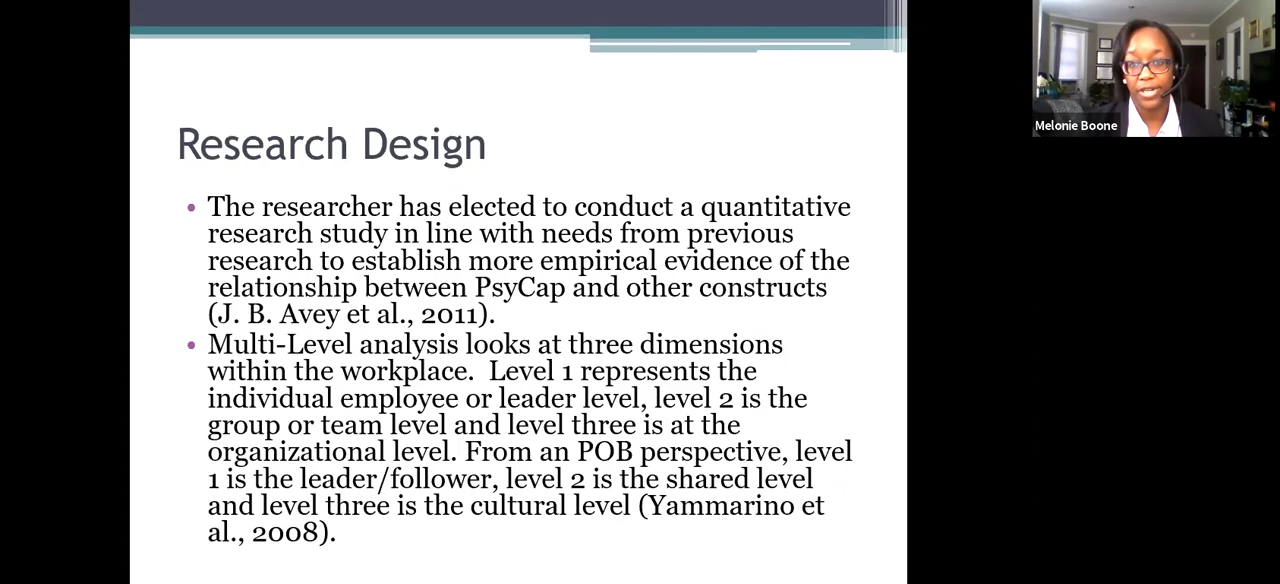 Research Design
• The researcher has elected to conduct a quantitative
research study in line with needs from previous
research to establish more empirical evidence of the
relationship between PsyCap and other constructs
(J. B. Avey et al., 2011).
• Multi-Level analysis looks at three dimensions
within the workplace.  Level 1 represents the
individual employee or leader level, level 2 is the
group or team level and level three is at the
organizational level. From an POB perspective, level
1 is the leader/follower, level 2 is the shared level
and level three is the cultural level (Yammarino et
al., 2008).
Melonie Boone